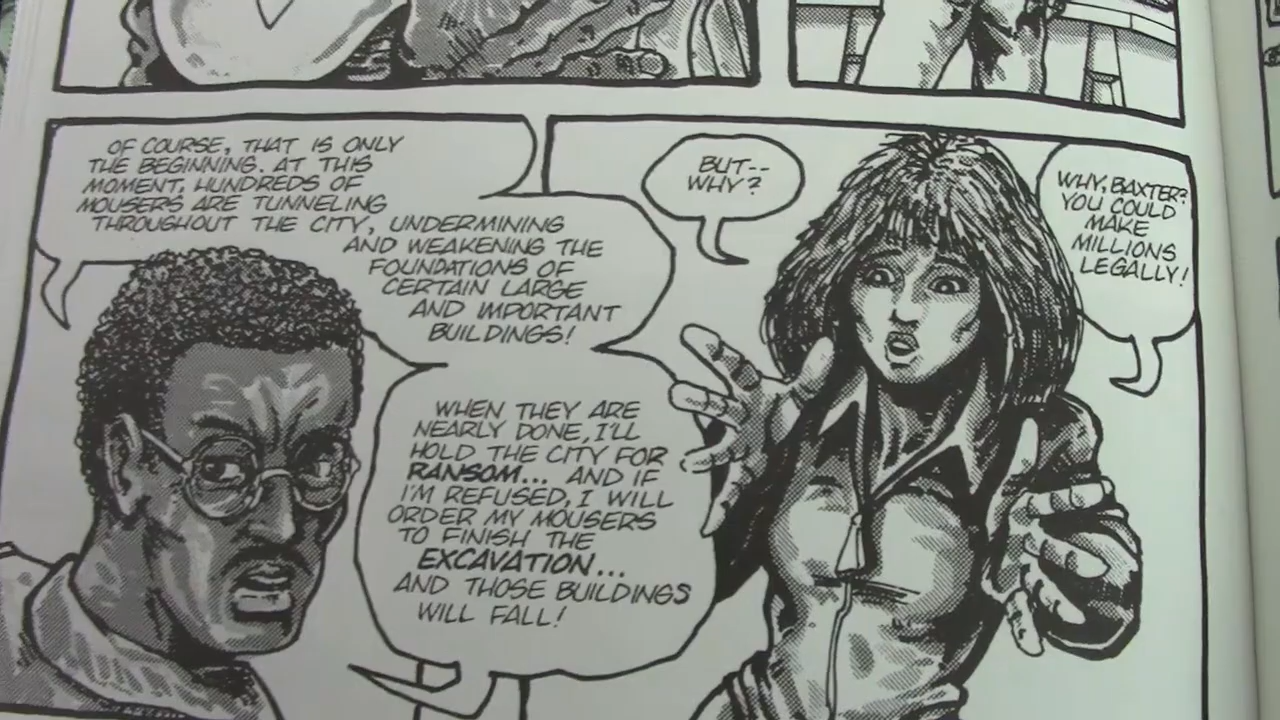 OF COURSE, THAT IS ONLY
THE BEGINNING. AT THIS
MOMENT, HUNDREDS OF
MOUSERS ARE TUNNELING
THROUGHOUT THE CITY, UNDERMINING
AND WEAKENING THE
FOUNDATIONS OF
CERTAIN LARGE
AND IMPORTANT
BUILDINGS!
WHEN THEY ARE
NEARLY DONE, I'LL
HOLD THE CITY FOR
RANSOM... AND IF
I'M REFUSED, I WILL
ORDER MY MOUSERS
TO FINISH THE
EXCAVATION...
AND THOSE BUILDINGS
WILL FALL!
BUT--
WHY?
WHY, BAXTER?
YOU COULD
MAKE
MILLIONS
LEGALLY!